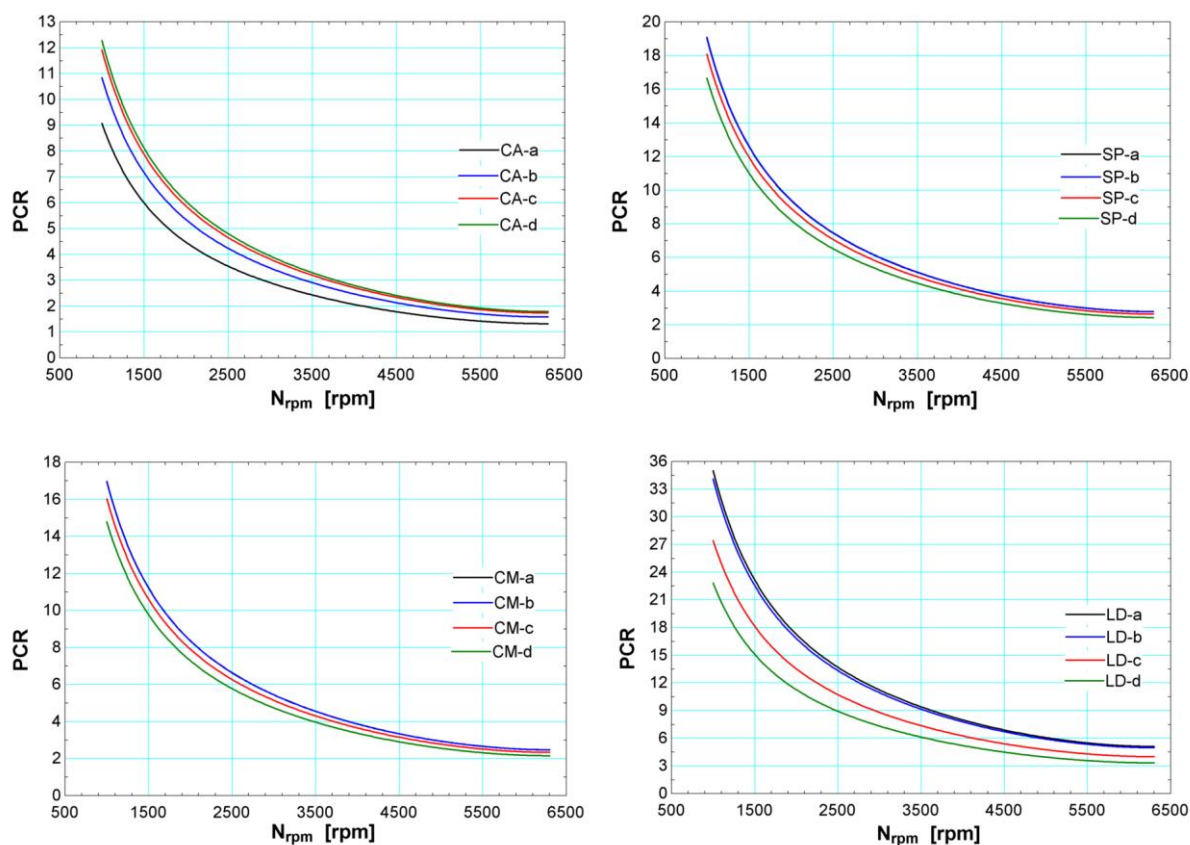 13
12
11
10
9
8
7
6
5
4
3
2
1
0
PCR
CA-a
CA-b
CA-c
CA-d
500 1500 2500 3500 4500 5500 6500
Nrpm [rpm]
20
18
16
14
12
10
8
6
4
2
0
PCR
SP-a
SP-b
SP-c
SP-d
500 1500 2500 3500 4500 5500 6500
Nrpm [rpm]
18
16
14
12
10
8
6
4
2
0
PCR
CM-a
CM-b
CM-c
CM-d
500 1500 2500 3500 4500 5500 6500
Nrpm [rpm]
36
33
30
27
24
21
18
15
12
9
6
3
0
PCR
LD-a
LD-b
LD-c
LD-d
500 1500 2500 3500 4500 5500 6500
Nrpm [rpm]